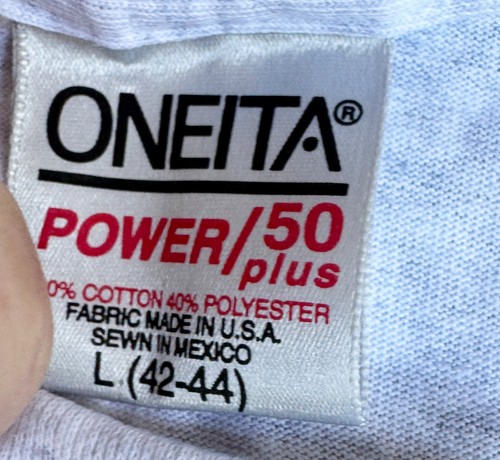 ONEITA®
POWER/50
plus
0% COTTON 40% POLYESTER
FABRIC MADE IN U.S.A.
SEWN IN MEXICO
L (42-44)